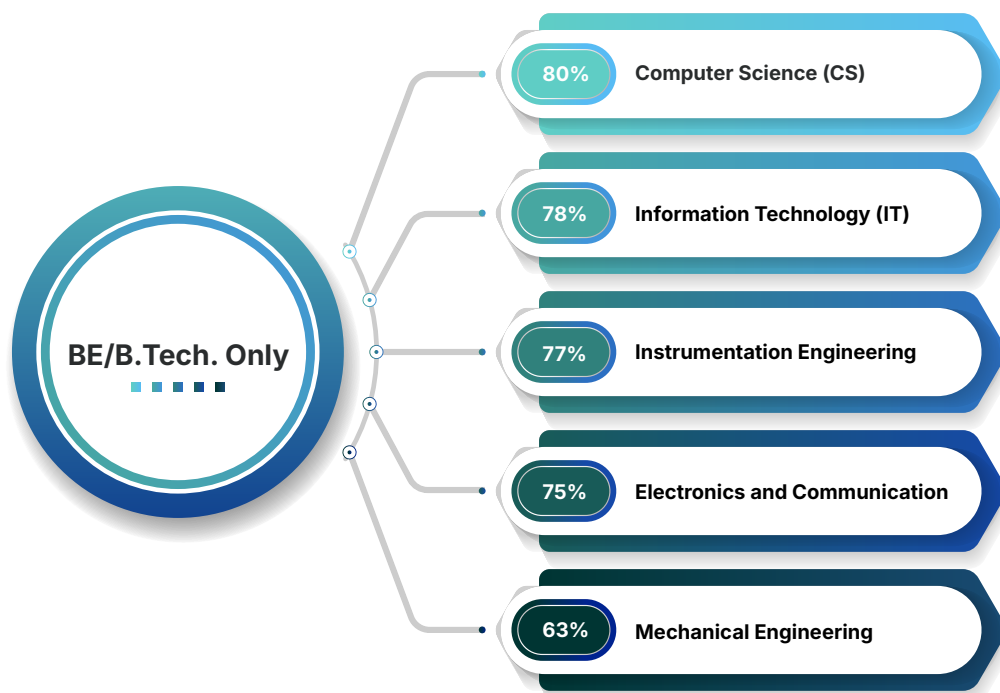 BE/B.Tech. Only
80%
Computer Science (CS)
78%
Information Technology (IT)
77%
Instrumentation Engineering
75%
Electronics and Communication
63%
Mechanical Engineering